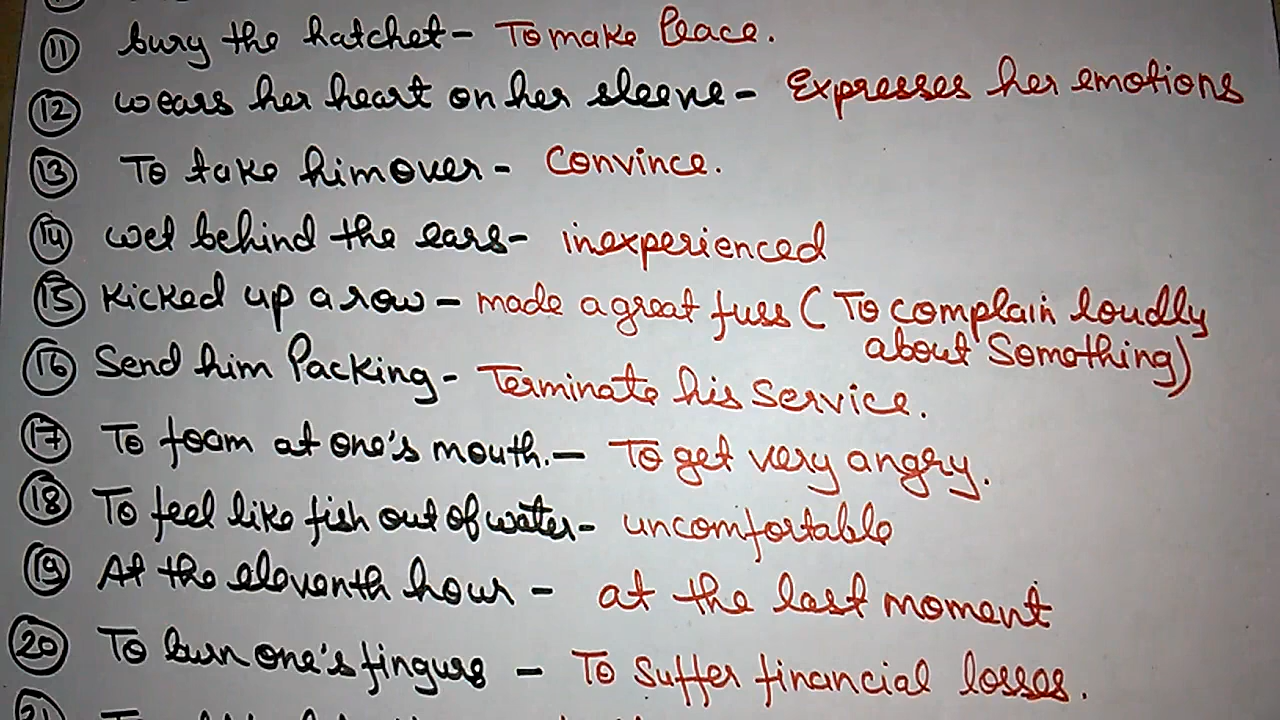 ⑪ bury the hatchet - To make Peace.
⑫ wears her heart on her sleeve - Expresses her emotions
⑬ To take him over - Convince.
⑭ wet behind the ears - inexperienced
⑮ Kicked up a row - made a great fuss ( To complain loudly
about Something)
⑯ Send him Packing - Terminate his Service.
⑰ To foam at one's mouth. - To get very angry.
⑱ To feel like fish out of water - uncomfortable
⑲ At the eleventh hour - at the last moment
⑳ To burn one's fingurs - To Suffer financial losses.